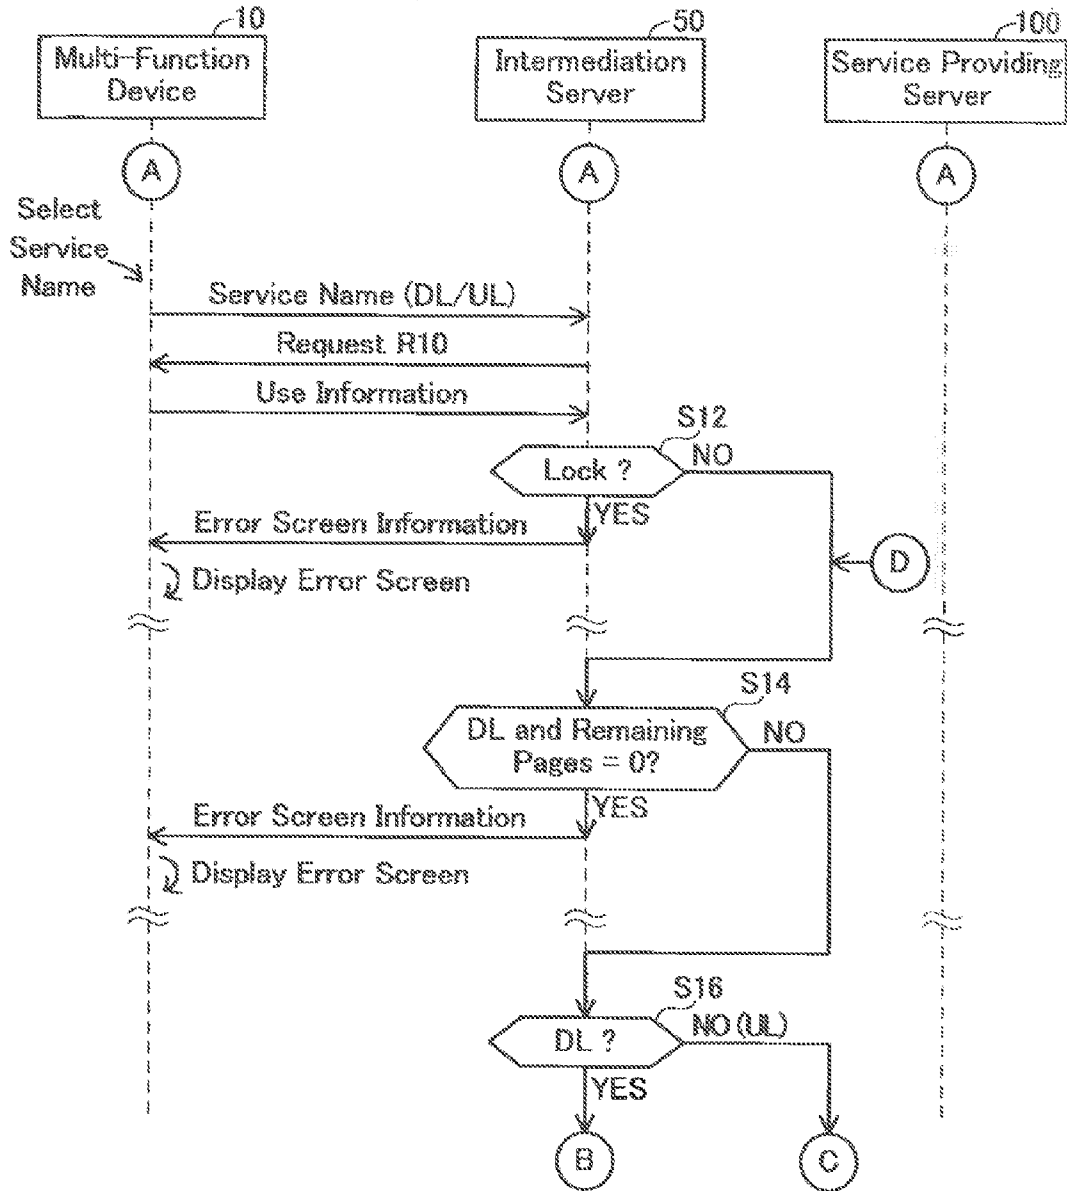 10
50
100
Multi-Function
Device
Intermediation
Server
Service Providing
Server
A
A
A
Select
Service
Name
Service Name (DL/UL)
Request R10
Use Information
S12
Lock ?
NO
YES
Error Screen Information
D
Display Error Screen
S14
DL and Remaining
Pages = 0?
NO
YES
Error Screen Information
Display Error Screen
S16
DL ?
NO(UL)
YES
B
C